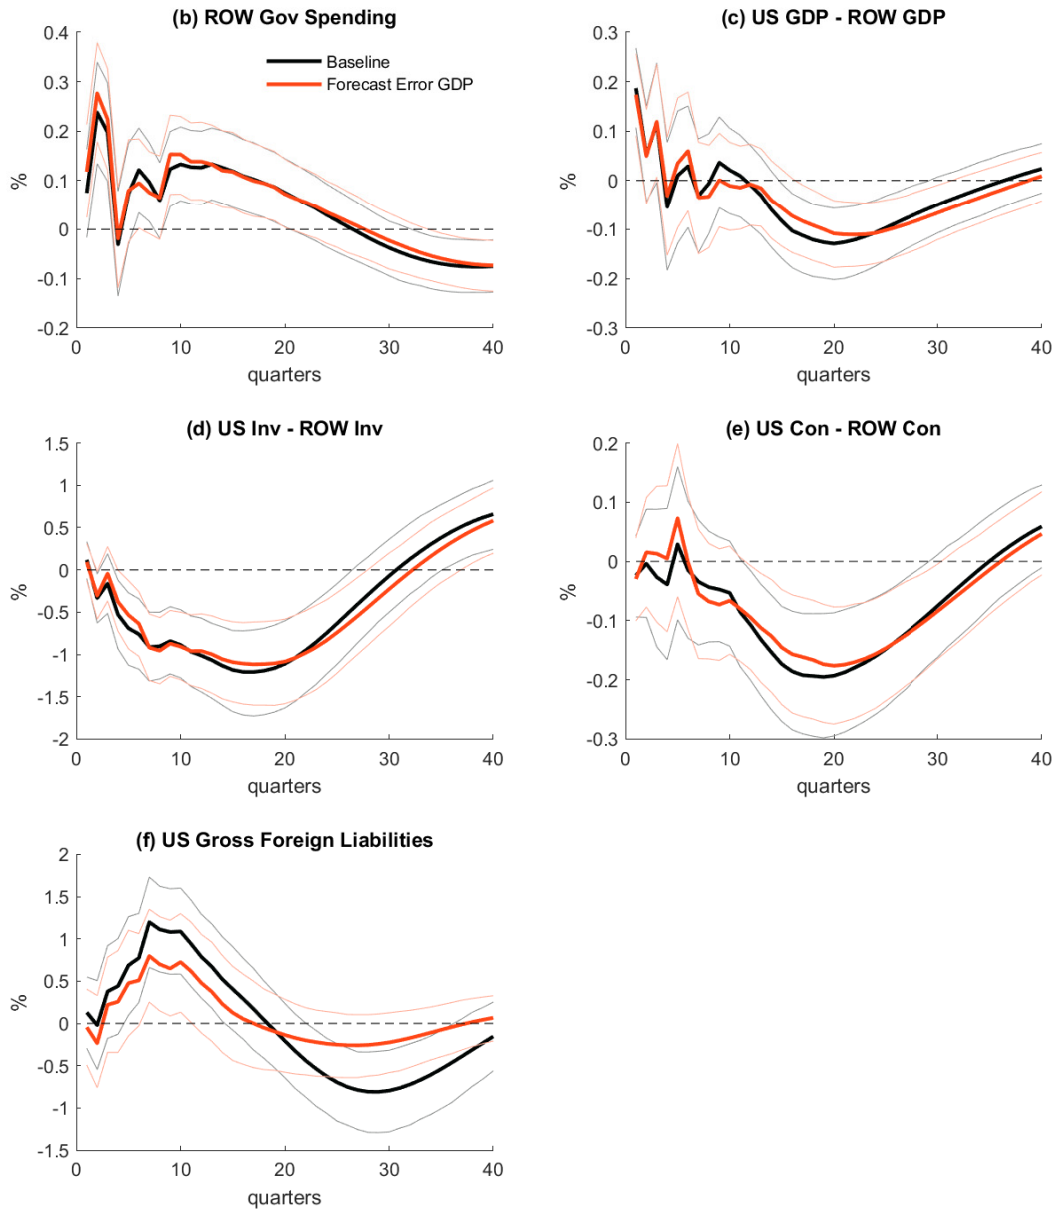 (b) ROW Gov Spending
0.4
0.3
0.2
0.1
0
-0.1
-0.2
%
Baseline
Forecast Error GDP
0 10 20 30 40
quarters
(c) US GDP - ROW GDP
0.3
0.2
0.1
0
-0.1
-0.2
-0.3
%
0 10 20 30 40
quarters
(d) US Inv - ROW Inv
1.5
1
0.5
0
-0.5
-1
-1.5
-2
%
0 10 20 30 40
quarters
(e) US Con - ROW Con
0.2
0.1
0
-0.1
-0.2
-0.3
%
0 10 20 30 40
quarters
(f) US Gross Foreign Liabilities
2
1.5
1
0.5
0
-0.5
-1
-1.5
%
0 10 20 30 40
quarters